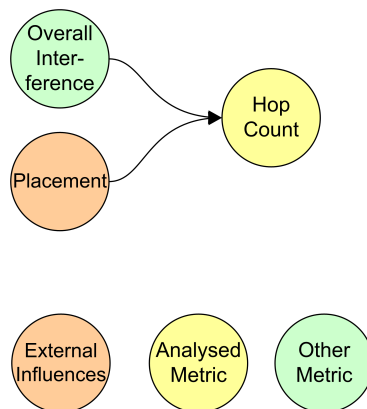 Overall
Inter-
ference
Hop
Count
Placement
External
Influences
Analysed
Metric
Other
Metric